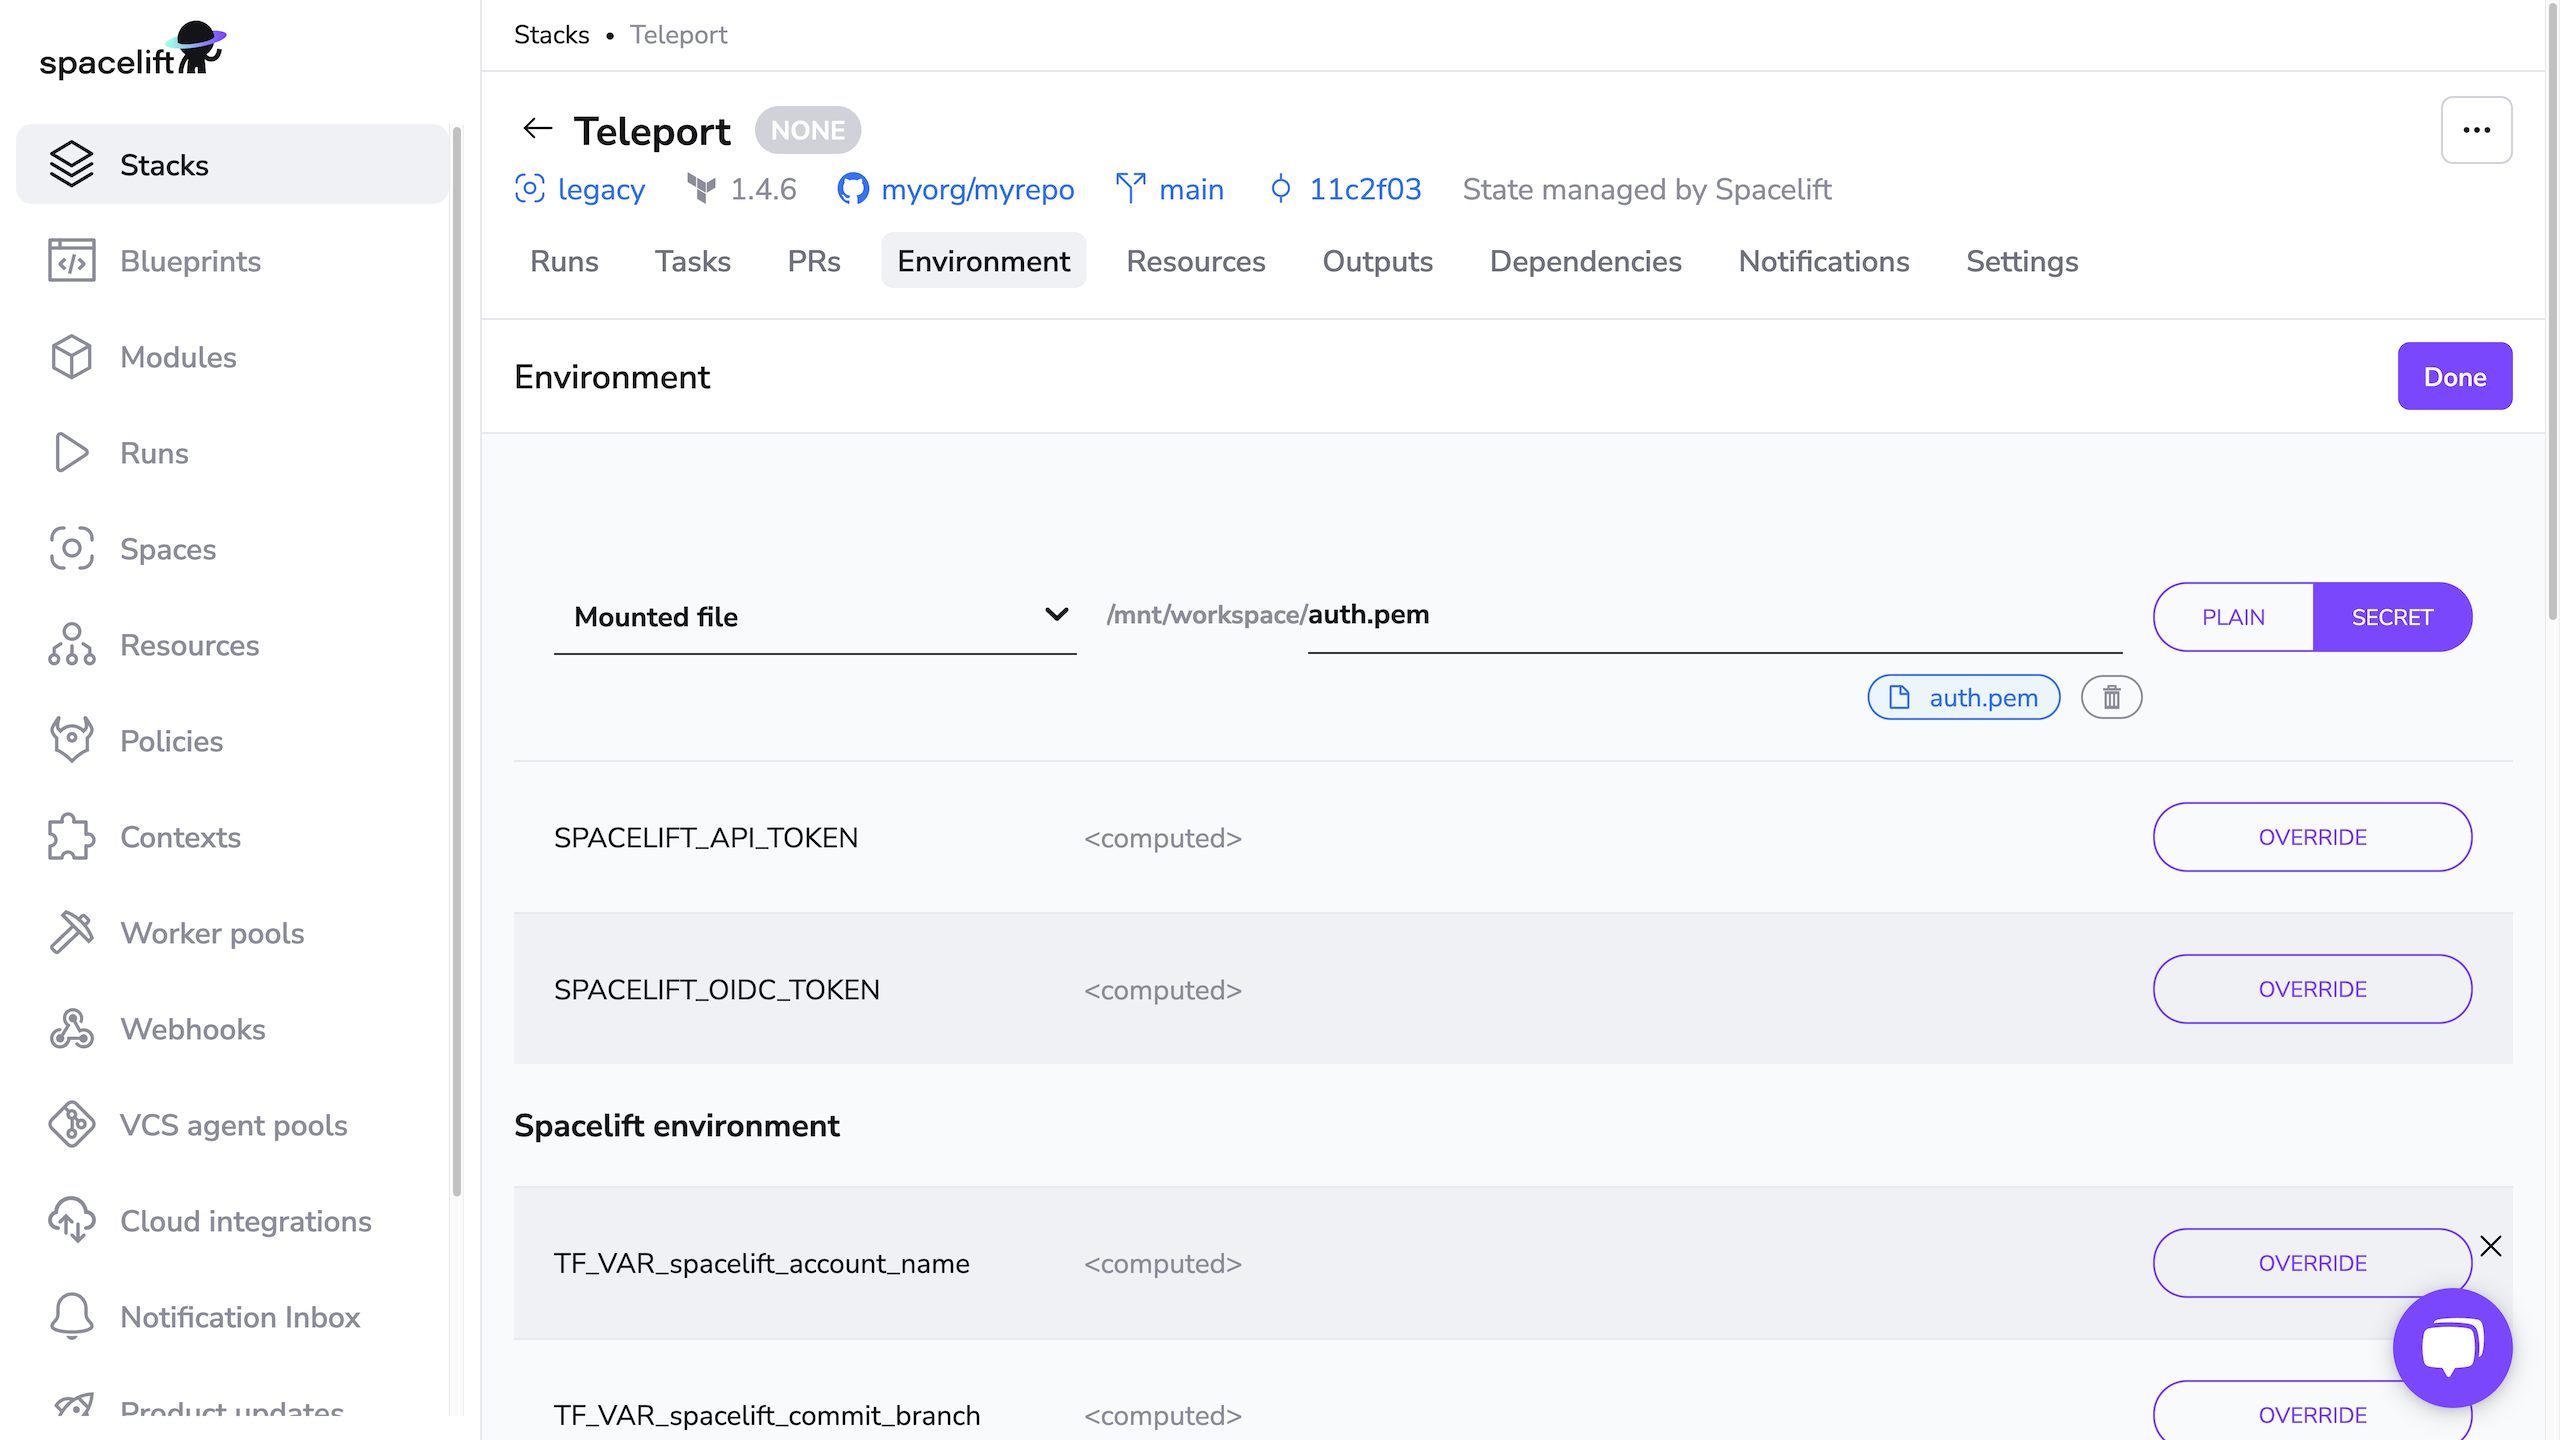 spacelift
Stacks
Blueprints
Modules
Runs
Spaces
Resources
Policies
Contexts
Worker pools
Webhooks
VCS agent pools
Cloud integrations
Notification Inbox
Product updates
Stacks • Teleport
Teleport NONE
legacy 1.4.6 myorg/myrepo main 11c2f03 State managed by Spacelift
Runs Tasks PRs Environment Resources Outputs Dependencies Notifications Settings
Environment Done
Mounted file /mnt/workspace/auth.pem PLAIN SECRET
auth.pem
SPACELIFT_API_TOKEN <computed> OVERRIDE
SPACELIFT_OIDC_TOKEN <computed> OVERRIDE
Spacelift environment
TF_VAR_spacelift_account_name <computed> OVERRIDE
TF_VAR_spacelift_commit_branch <computed> OVERRIDE